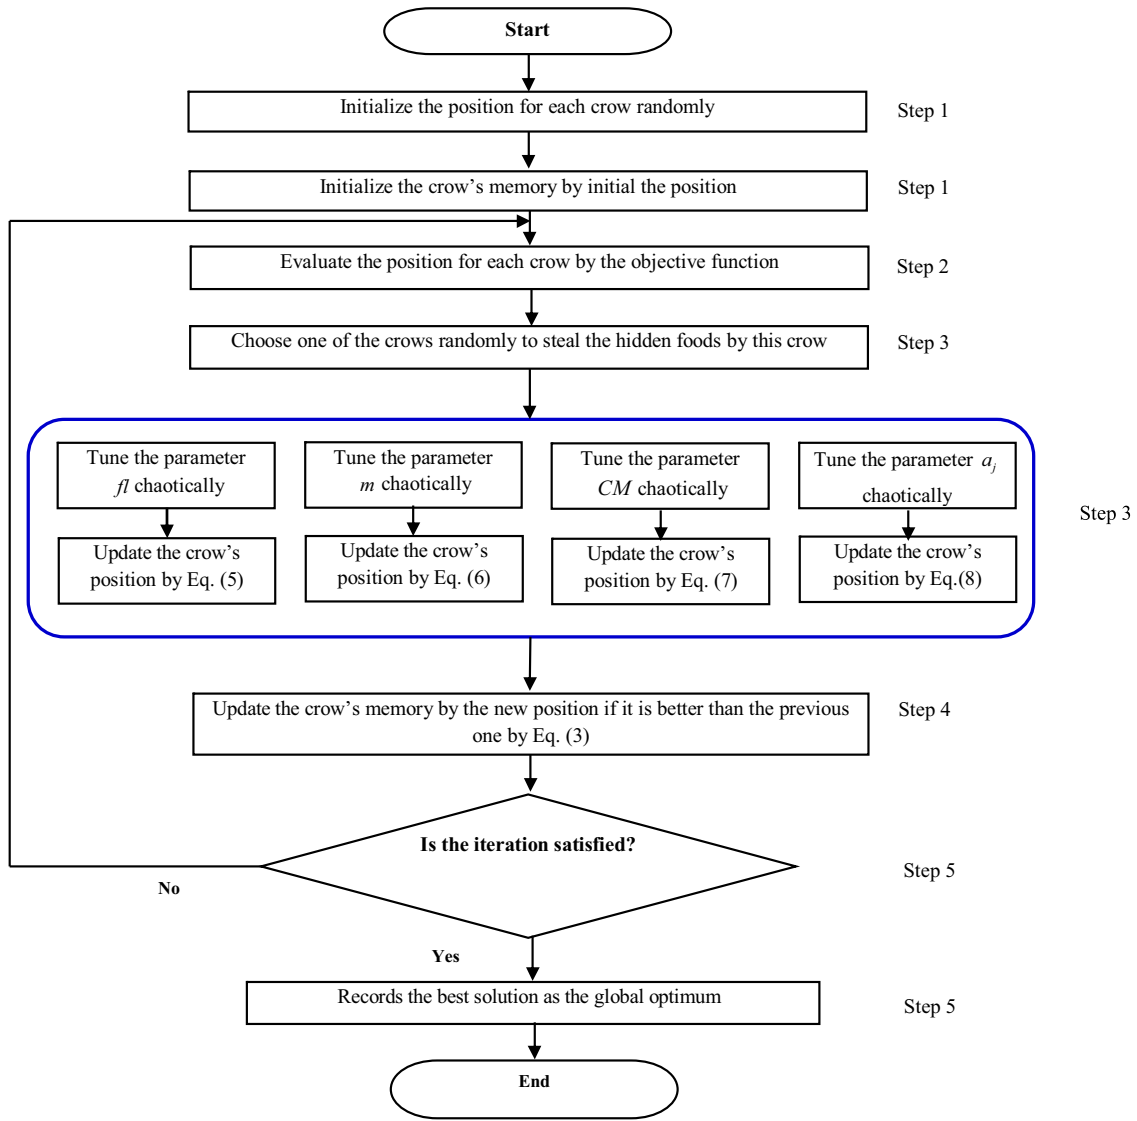 Start
Initialize the position for each crow randomly
Step 1
Initialize the crow’s memory by initial the position
Step 1
Evaluate the position for each crow by the objective function
Step 2
Choose one of the crows randomly to steal the hidden foods by this crow
Step 3
Tune the parameter
fl chaotically
Update the crow’s
position by Eq. (5)
Tune the parameter
m chaotically
Update the crow’s
position by Eq. (6)
Tune the parameter
CM chaotically
Update the crow’s
position by Eq. (7)
Tune the parameter a_j
chaotically
Update the crow’s
position by Eq.(8)
Step 3
Update the crow’s memory by the new position if it is better than the previous
one by Eq. (3)
Step 4
Is the iteration satisfied?
Step 5
No
Yes
Records the best solution as the global optimum
Step 5
End